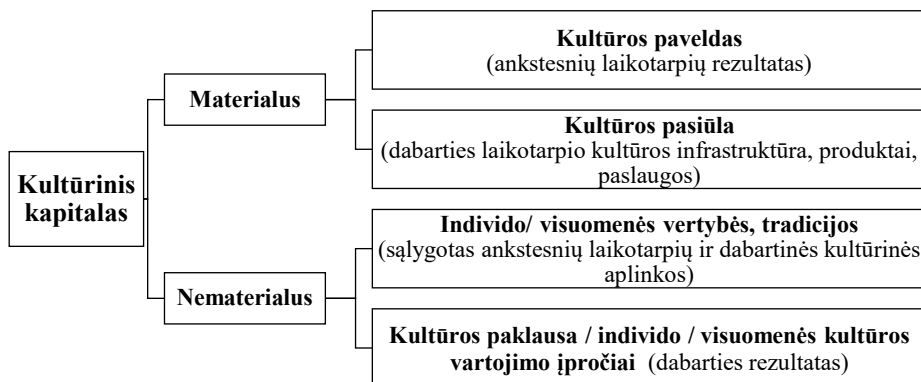 Kultūrinis
kapitalas
Materialus
Kultūros paveldas
(ankstesnių laikotarpių rezultatas)
Kultūros pasiūla
(dabarties laikotarpio kultūros infrastruktūra, produktai,
paslaugos)
Nematerialus
Individo/ visuomenės vertybės, tradicijos
(sąlygotas ankstesnių laikotarpių ir dabartinės kultūrinės
aplinkos)
Kultūros paklausa / individo / visuomenės kultūros
vartojimo įpročiai (dabarties rezultatas)